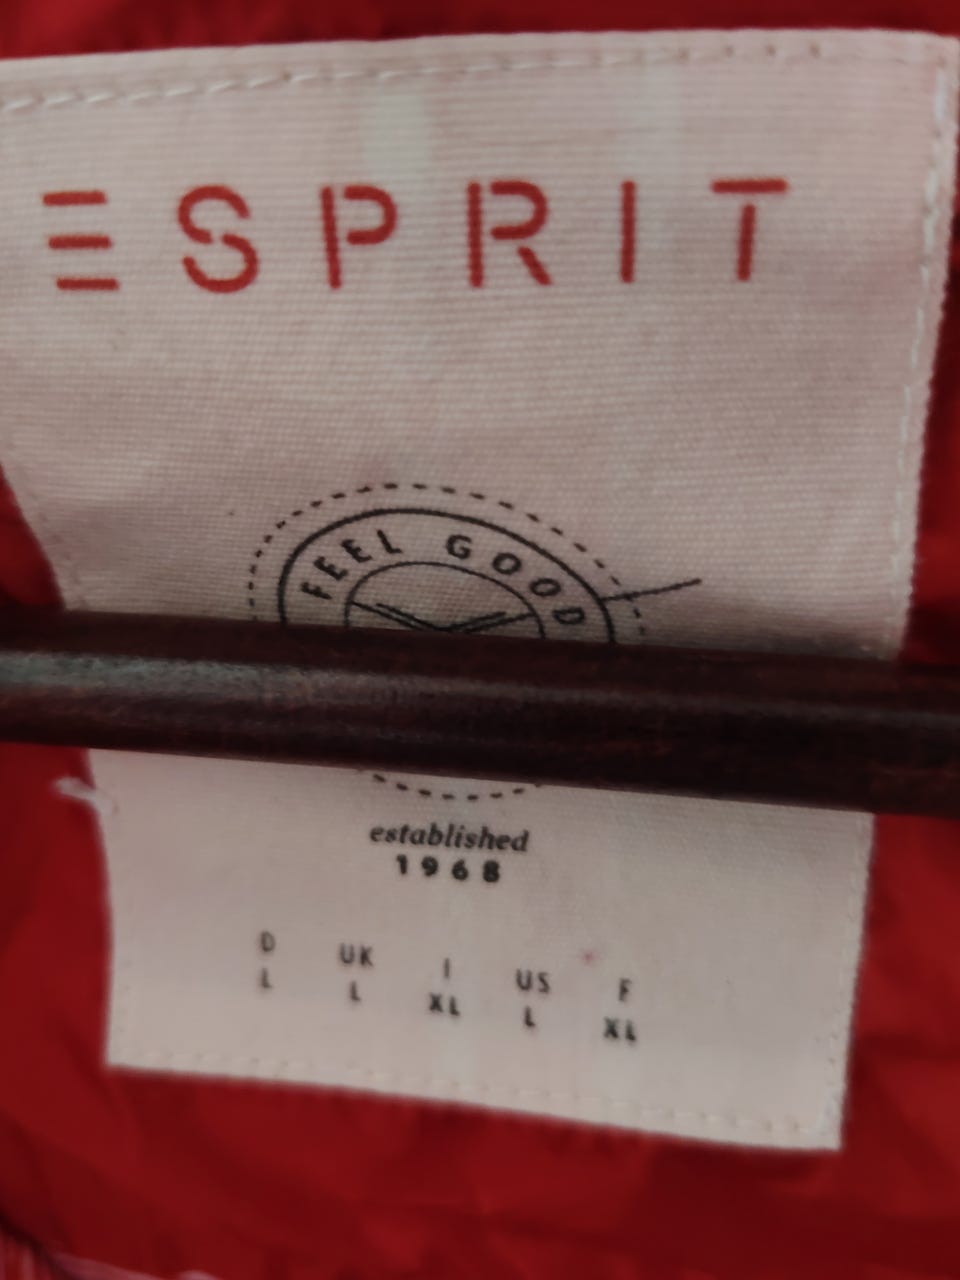 ESPRIT
FEEL GOOD
established
1968
D UK I US F
L L XL L XL